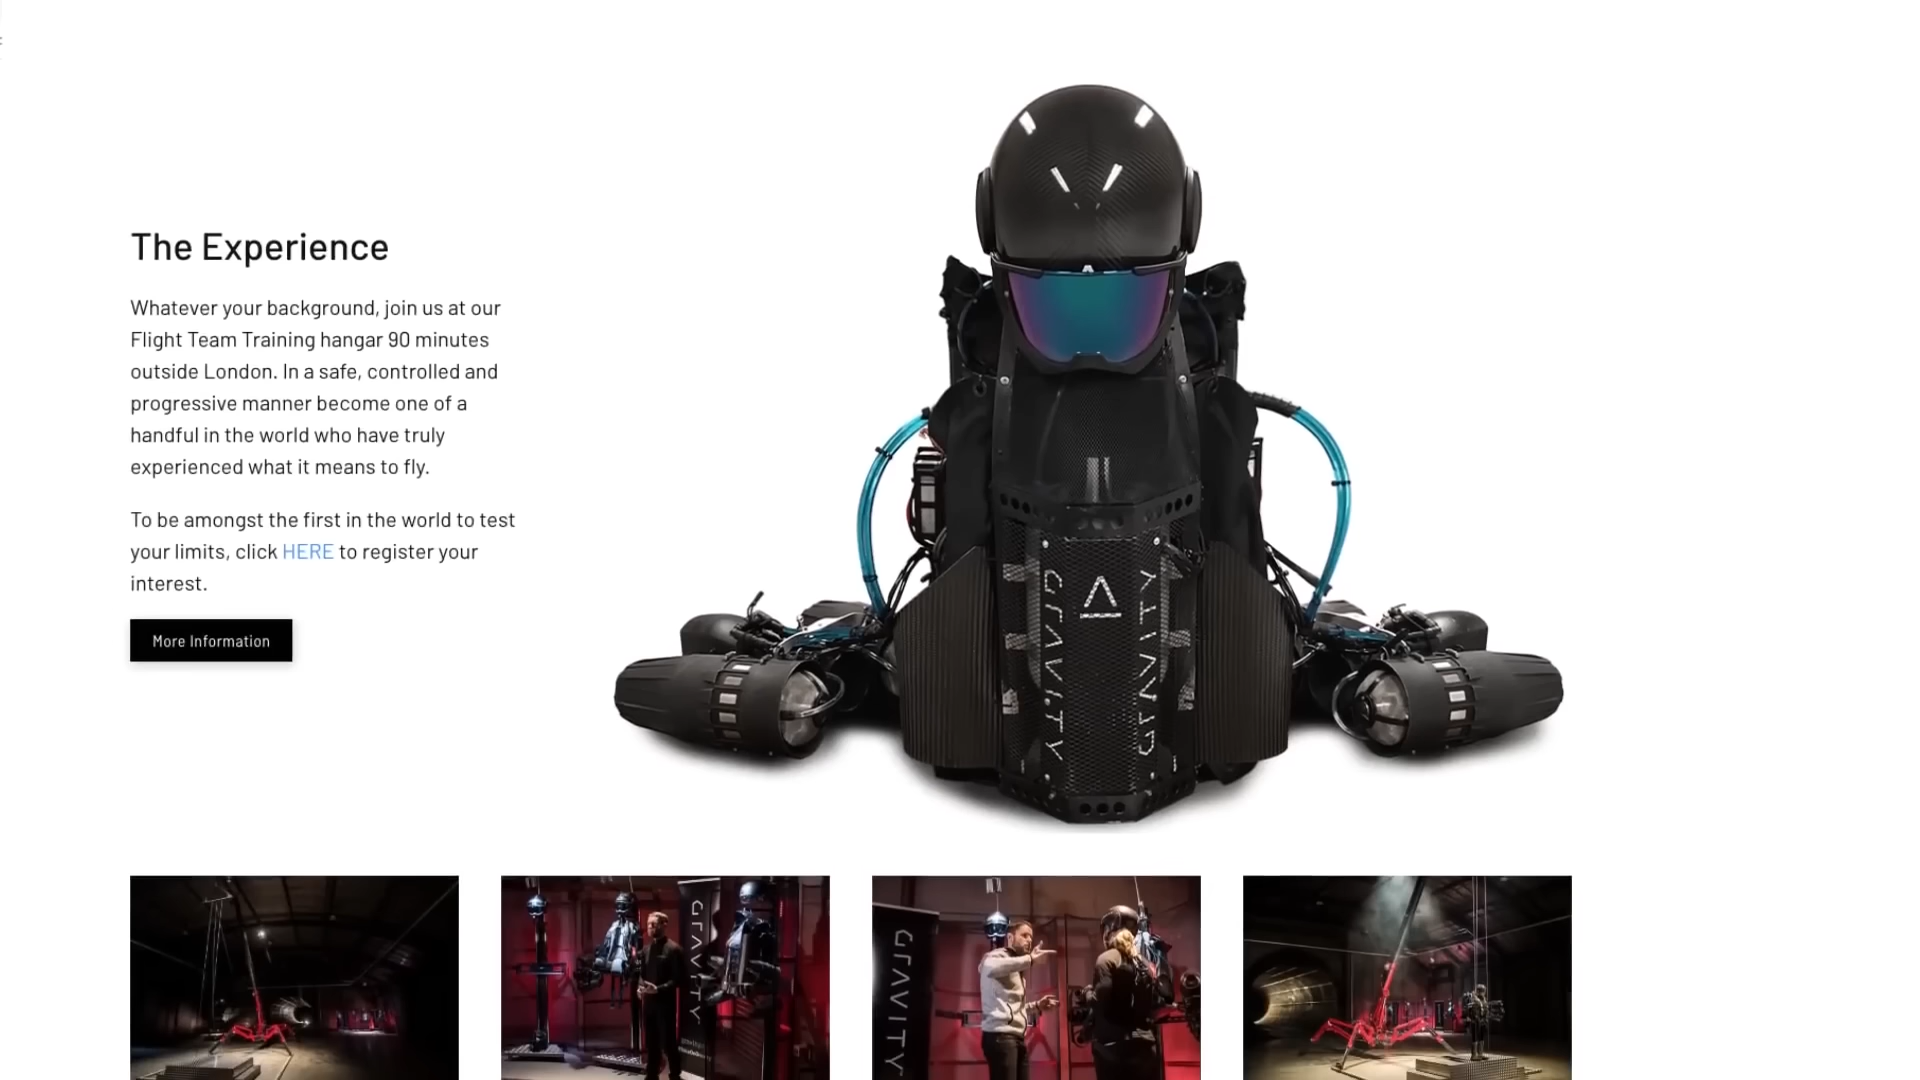 The Experience
Whatever your background, join us at our
Flight Team Training hangar 90 minutes
outside London. In a safe, controlled and
progressive manner become one of a
handful in the world who have truly
experienced what it means to fly.
To be amongst the first in the world to test
your limits, click HERE to register your
interest.
More Information
GRAVITY
GRAVITY
GRAVITY
GRAVITY